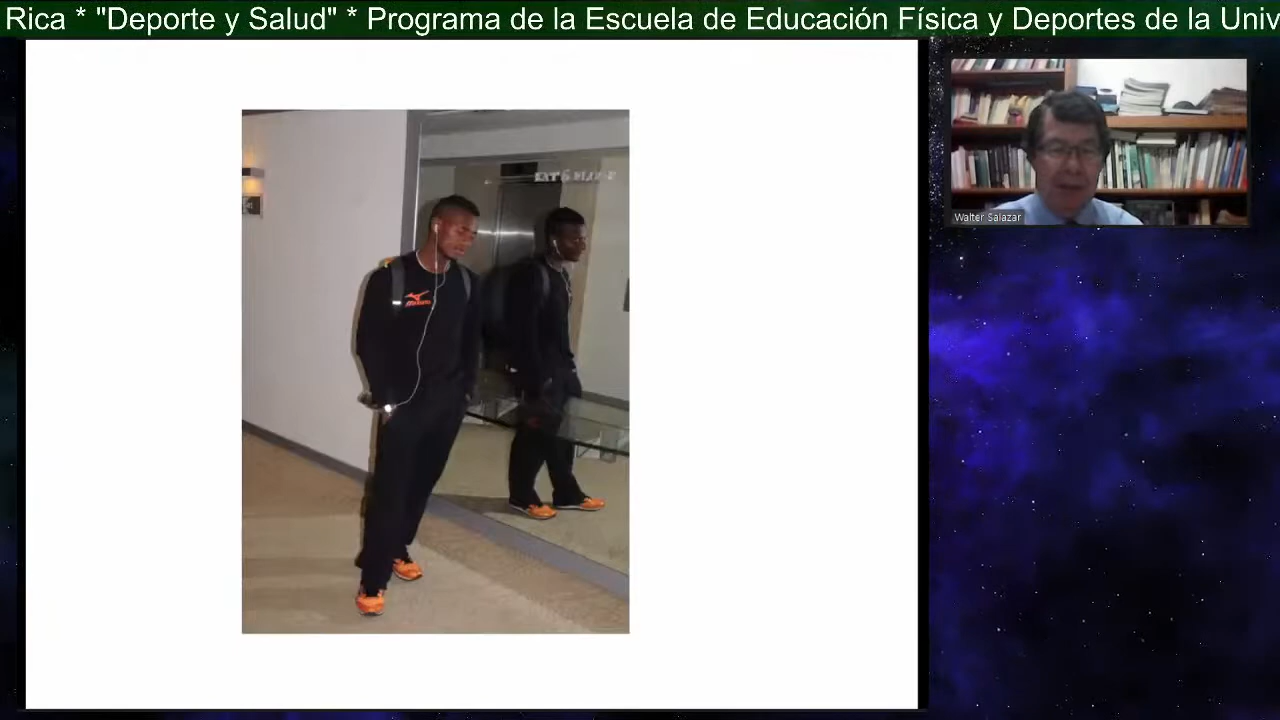 Rica * "Deporte y Salud" * Programa de la Escuela de Educación Física y Deportes de la Univ
Walter Salazar